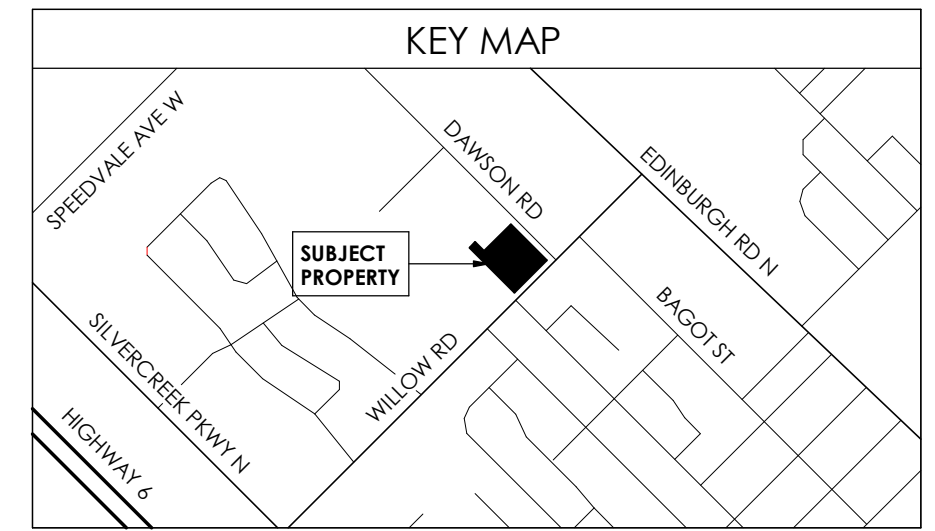 KEY MAP
SPEEDVALE AVE W
DAWSON RD
EDINBURGH RD N
SUBJECT
PROPERTY
BAGOT ST
SILVERCREEK PKWY N
WILLOW RD
HIGHWAY 6